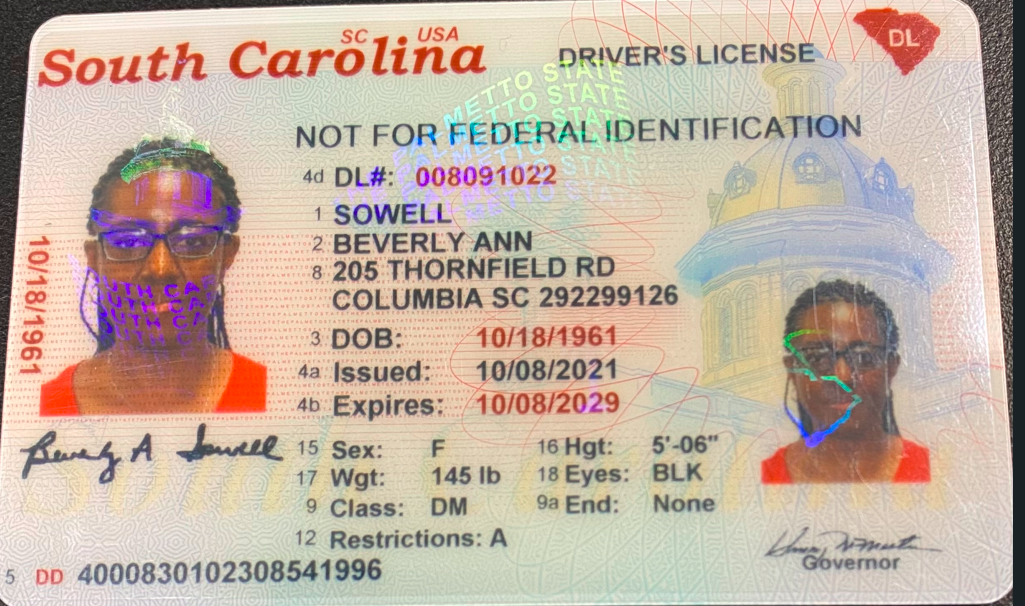 SC USA
South Carolina
DRIVER'S LICENSE
DL
NOT FOR FEDERAL IDENTIFICATION
4d DL#: 008091022
1 SOWELL
2 BEVERLY ANN
8 205 THORNFIELD RD
COLUMBIA SC 292299126
3 DOB: 10/18/1961
4a Issued: 10/08/2021
4b Expires: 10/08/2029
15 Sex: F 16 Hgt: 5'-06"
17 Wgt: 145 lb 18 Eyes: BLK
9 Class: DM 9a End: None
12 Restrictions: A
5 DD 4000830102308541996
10/18/1961
Beverly A Sowell
Governor
METTO STATE
METTO STATE